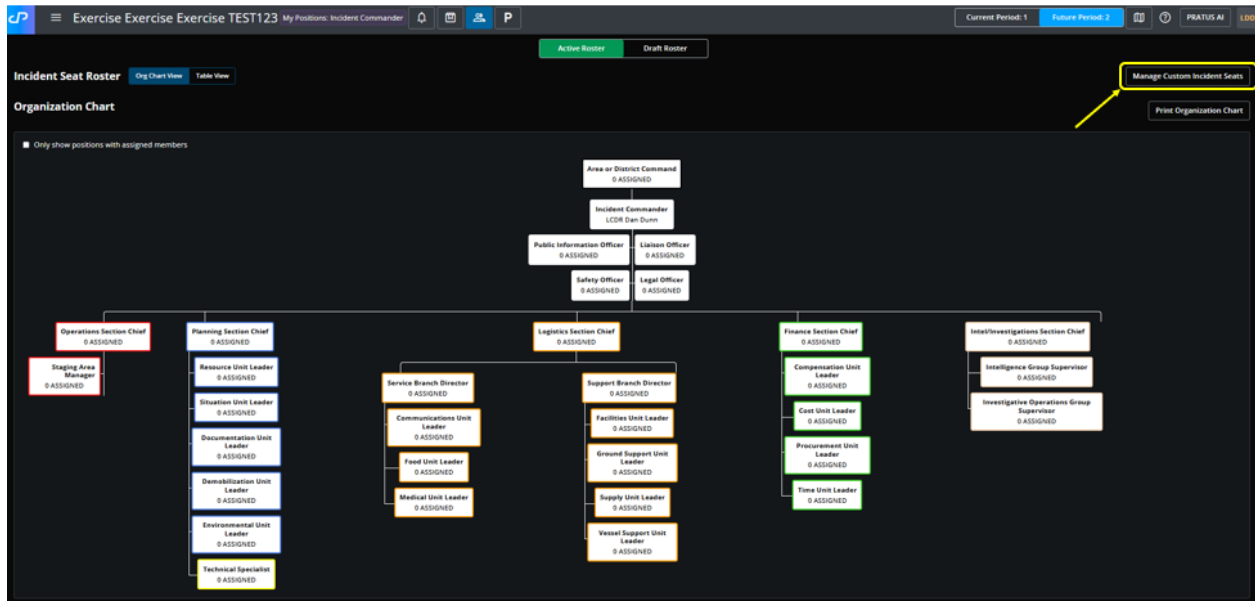 Exercise Exercise Exercise TEST123 My Positions: Incident Commander P Current Period: 1 Future Period: 2 PRATUS AI LDD
Active Roster Draft Roster
Incident Seat Roster Org Chart View Table View Manage Custom Incident Seats
Organization Chart Print Organization Chart
Only show positions with assigned members
Area or District Command
0 ASSIGNED
Incident Commander
LCDR Dan Dunn
Public Information Officer
0 ASSIGNED
Liaison Officer
0 ASSIGNED
Safety Officer
0 ASSIGNED
Legal Officer
0 ASSIGNED
Operations Section Chief
0 ASSIGNED
Staging Area
Manager
0 ASSIGNED
Planning Section Chief
0 ASSIGNED
Resource Unit Leader
0 ASSIGNED
Situation Unit Leader
0 ASSIGNED
Documentation Unit
Leader
0 ASSIGNED
Demobilization Unit
Leader
0 ASSIGNED
Environmental Unit
Leader
0 ASSIGNED
Technical Specialist
0 ASSIGNED
Logistics Section Chief
0 ASSIGNED
Service Branch Director
0 ASSIGNED
Communications Unit
Leader
0 ASSIGNED
Food Unit Leader
0 ASSIGNED
Medical Unit Leader
0 ASSIGNED
Support Branch Director
0 ASSIGNED
Facilities Unit Leader
0 ASSIGNED
Ground Support Unit
Leader
0 ASSIGNED
Supply Unit Leader
0 ASSIGNED
Vessel Support Unit
Leader
0 ASSIGNED
Finance Section Chief
0 ASSIGNED
Compensation Unit
Leader
0 ASSIGNED
Cost Unit Leader
0 ASSIGNED
Procurement Unit
Leader
0 ASSIGNED
Time Unit Leader
0 ASSIGNED
Intel/Investigations Section Chief
0 ASSIGNED
Intelligence Group Supervisor
0 ASSIGNED
Investigative Operations Group
Supervisor
0 ASSIGNED